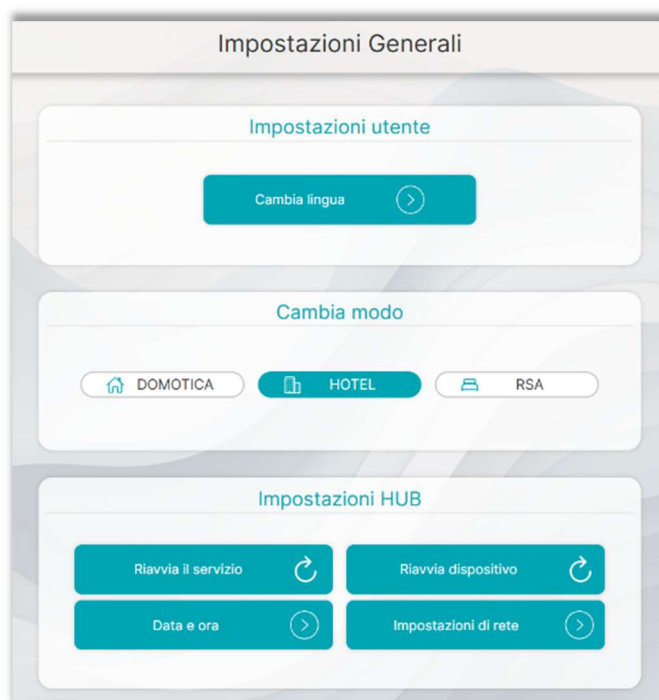 Impostazioni Generali
Impostazioni utente
Cambia lingua
Cambia modo
DOMOTICA HOTEL RSA
Impostazioni HUB
Riavvia il servizio Riavvia dispositivo
Data e ora Impostazioni di rete